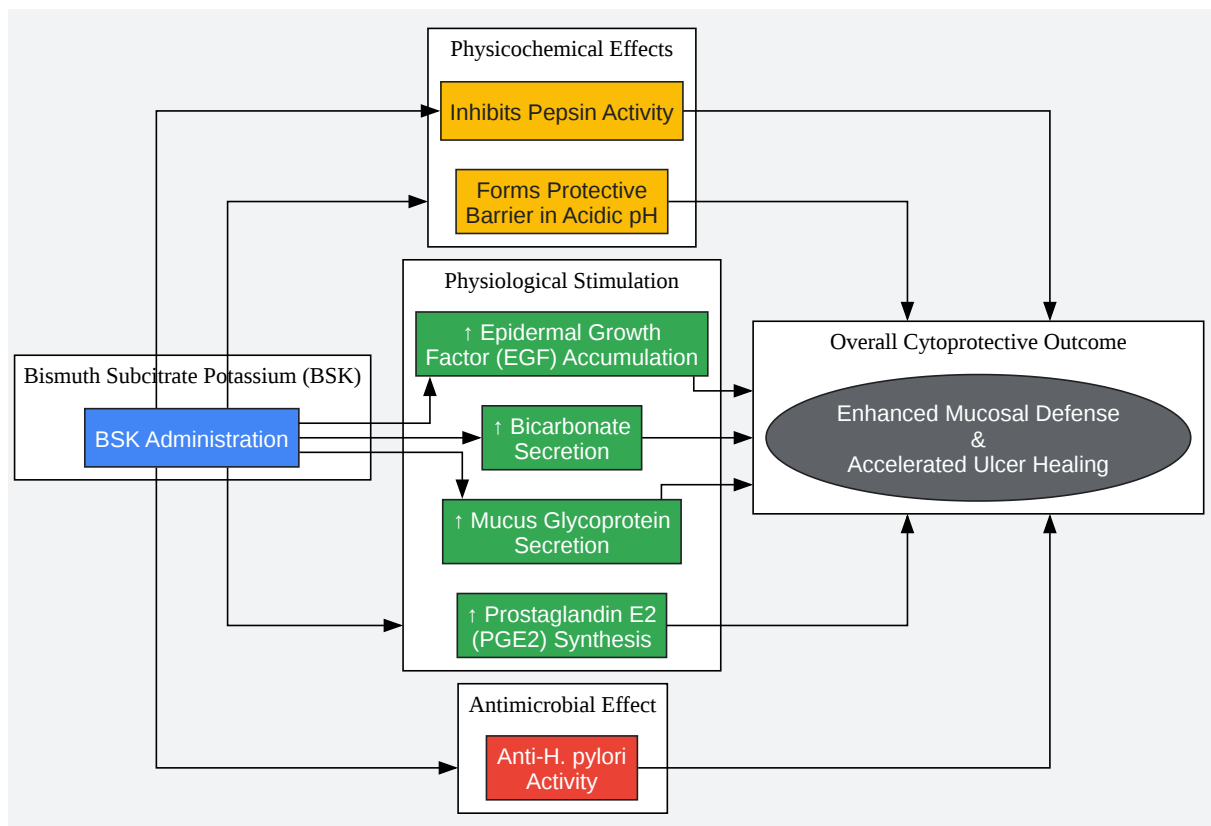 Physicochemical Effects
Inhibits Pepsin Activity
Forms Protective
Barrier in Acidic pH
Physiological Stimulation
↑ Epidermal Growth
Factor (EGF) Accumulation
Overall Cytoprotective Outcome
Bismuth Subcitrate Potassium (BSK)
BSK Administration
↑ Bicarbonate
Secretion
Enhanced Mucosal Defense
&
Accelerated Ulcer Healing
↑ Mucus Glycoprotein
Secretion
↑ Prostaglandin E2
(PGE2) Synthesis
Antimicrobial Effect
Anti-H. pylori
Activity